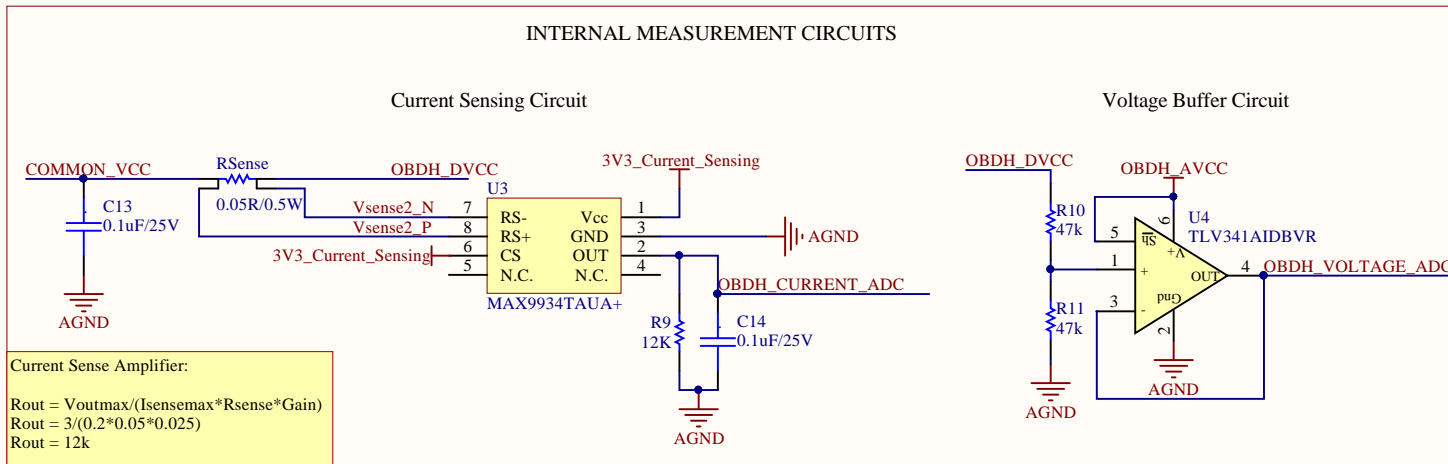 INTERNAL MEASUREMENT CIRCUITS
Current Sensing Circuit
Voltage Buffer Circuit
COMMON_VCC
RSense
OBDH_DVCC
0.05R/0.5W
C13
0.1uF/25V
AGND
Vsense2_N
Vsense2_P
3V3_Current_Sensing
U3
7
8
6
5
RS-
RS+
CS
N.C.
Vcc
GND
OUT
N.C.
1
3
2
4
MAX9934TAUA+
3V3_Current_Sensing
AGND
OBDH_CURRENT_ADC
R9
12K
C14
0.1uF/25V
AGND
OBDH_DVCC
R10
47k
R11
47k
AGND
OBDH_AVCC
U4
TLV341AIDBVR
5
1
3
6
2
4
Sh
V+
+
-
OUT
Gnd
AGND
OBDH_VOLTAGE_ADC
Current Sense Amplifier:
Rout = Voutmax/(Isensemax*Rsense*Gain)
Rout = 3/(0.2*0.05*0.025)
Rout = 12k